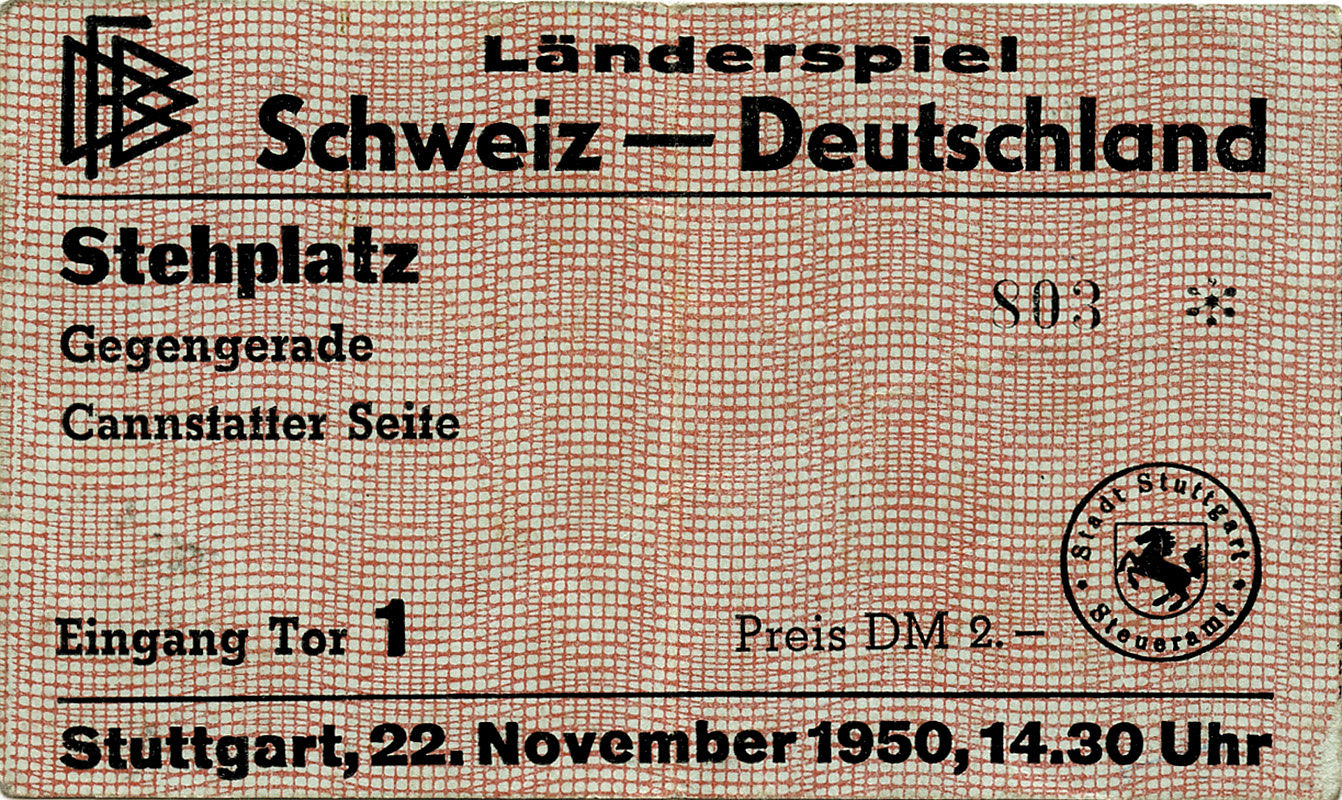 DFB
Länderspiel
Schweiz — Deutschland
Stehplatz
803
Gegengerade
Cannstatter Seite
Stadt Stuttgart
Steueramt
Eingang Tor 1
Preis DM 2.–
Stuttgart, 22. November 1950, 14.30 Uhr